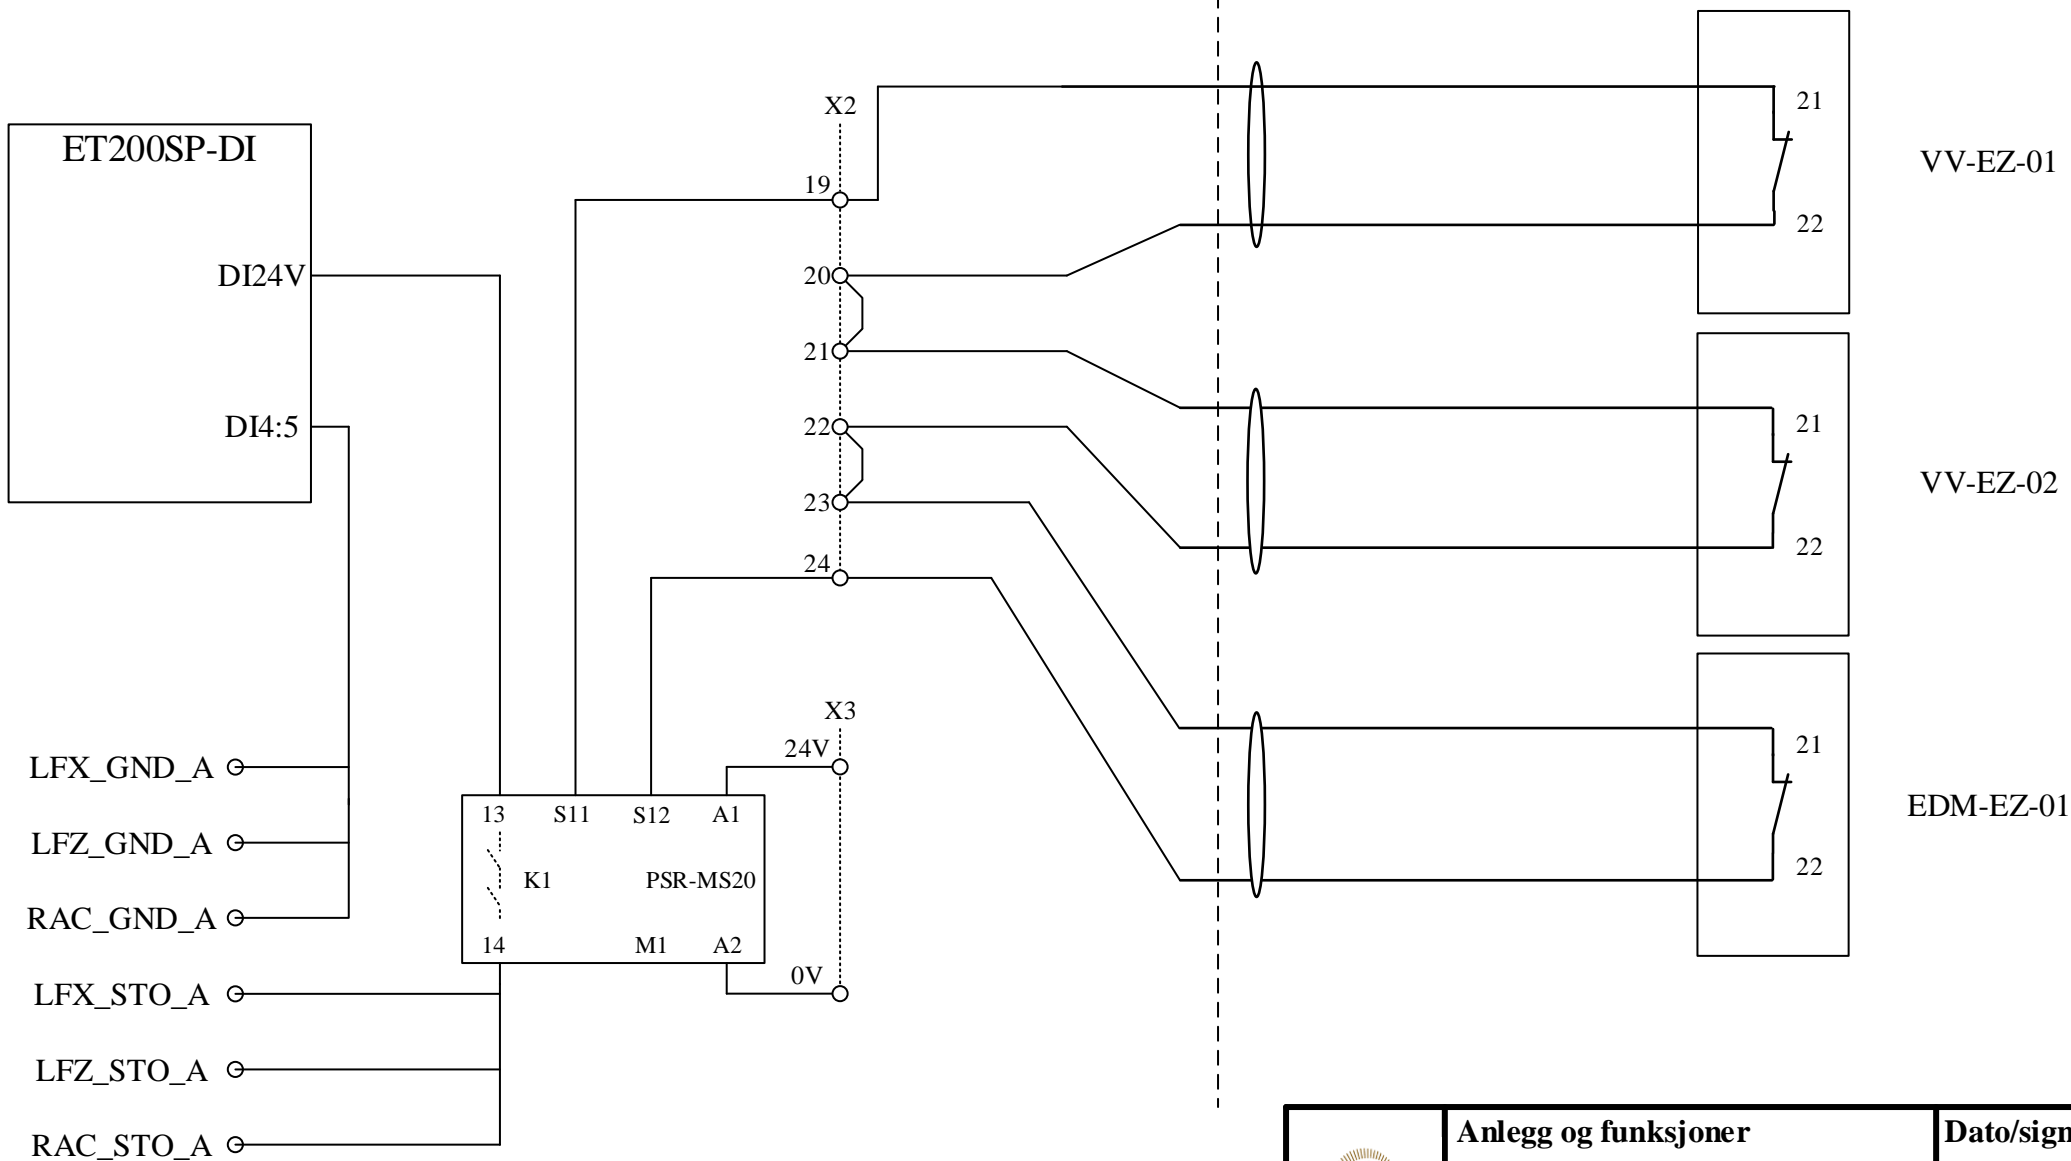 X2
21
ET200SP-DI
VV-EZ-01
19
22
DI24V
20
21
21
DI4:5
22
VV-EZ-02
23
22
24
X3
21
24V
LFX_GND_A
13
S11
S12
A1
EDM-EZ-01
LFZ_GND_A
22
K1
PSR-MS20
RAC_GND_A
14
M1
A2
0V
LFX_STO_A
LFZ_STO_A
Anlegg og funksjoner
Dato/sign
RAC_STO_A